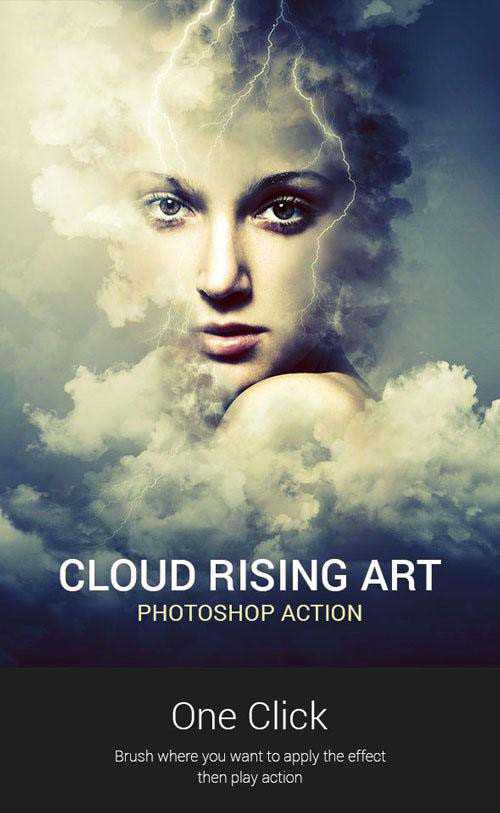 CLOUD RISING ART
PHOTOSHOP ACTION
One Click
Brush where you want to apply the effect
then play action